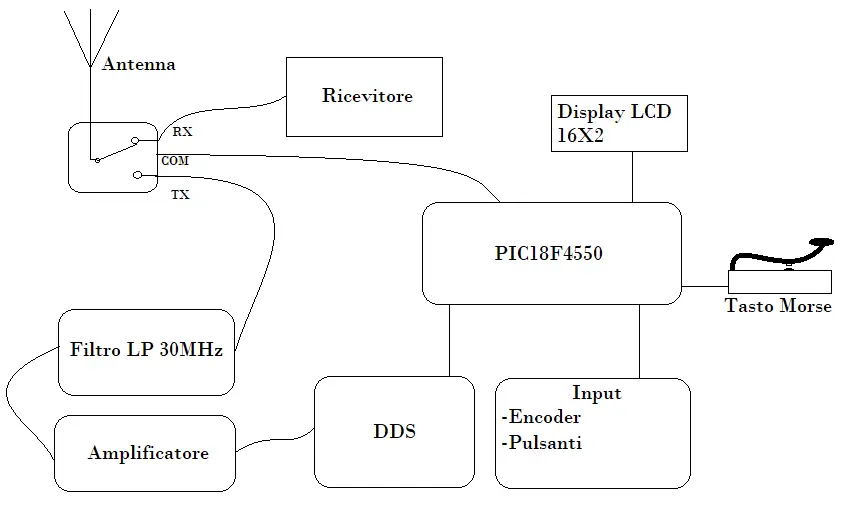 Antenna
Ricevitore
RX
COM
TX
Display LCD
16X2
PIC18F4550
Tasto Morse
Filtro LP 30MHz
Amplificatore
DDS
Input
-Encoder
-Pulsanti